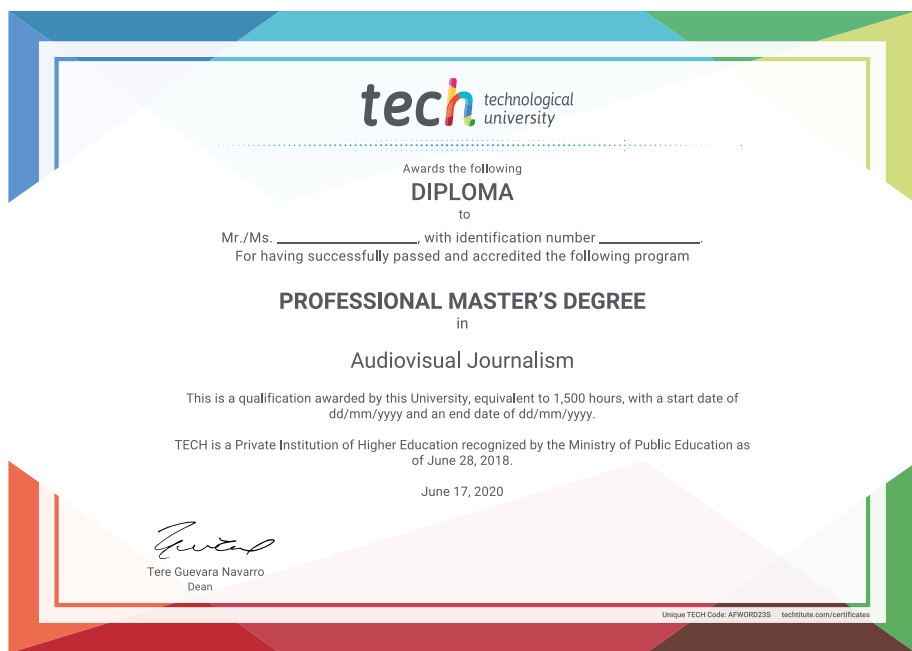 tech technological
university
Awards the following
DIPLOMA
to
Mr./Ms. ____________________, with identification number ______________.
For having successfully passed and accredited the following program
PROFESSIONAL MASTER'S DEGREE
in
Audiovisual Journalism
This is a qualification awarded by this University, equivalent to 1,500 hours, with a start date of
dd/mm/yyyy and an end date of dd/mm/yyyy.
TECH is a Private Institution of Higher Education recognized by the Ministry of Public Education as
of June 28, 2018.
June 17, 2020
Tere Guevara Navarro
Dean
Unique TECH Code: AFWORD23S techtitute.com/certificates